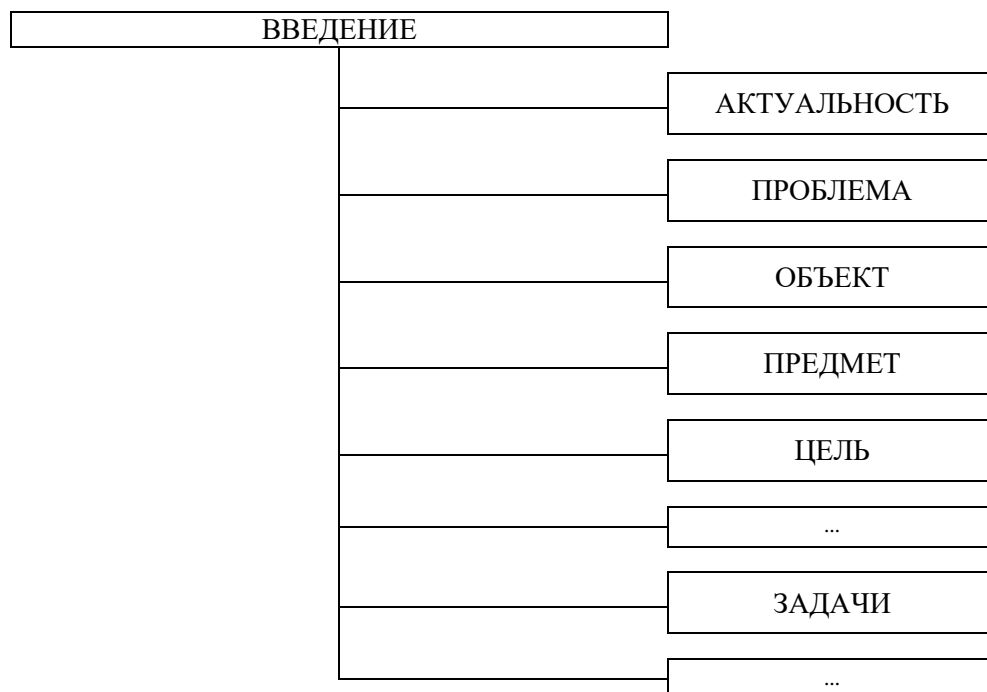 ВВЕДЕНИЕ
АКТУАЛЬНОСТЬ
ПРОБЛЕМА
ОБЪЕКТ
ПРЕДМЕТ
ЦЕЛЬ
...
ЗАДАЧИ
...